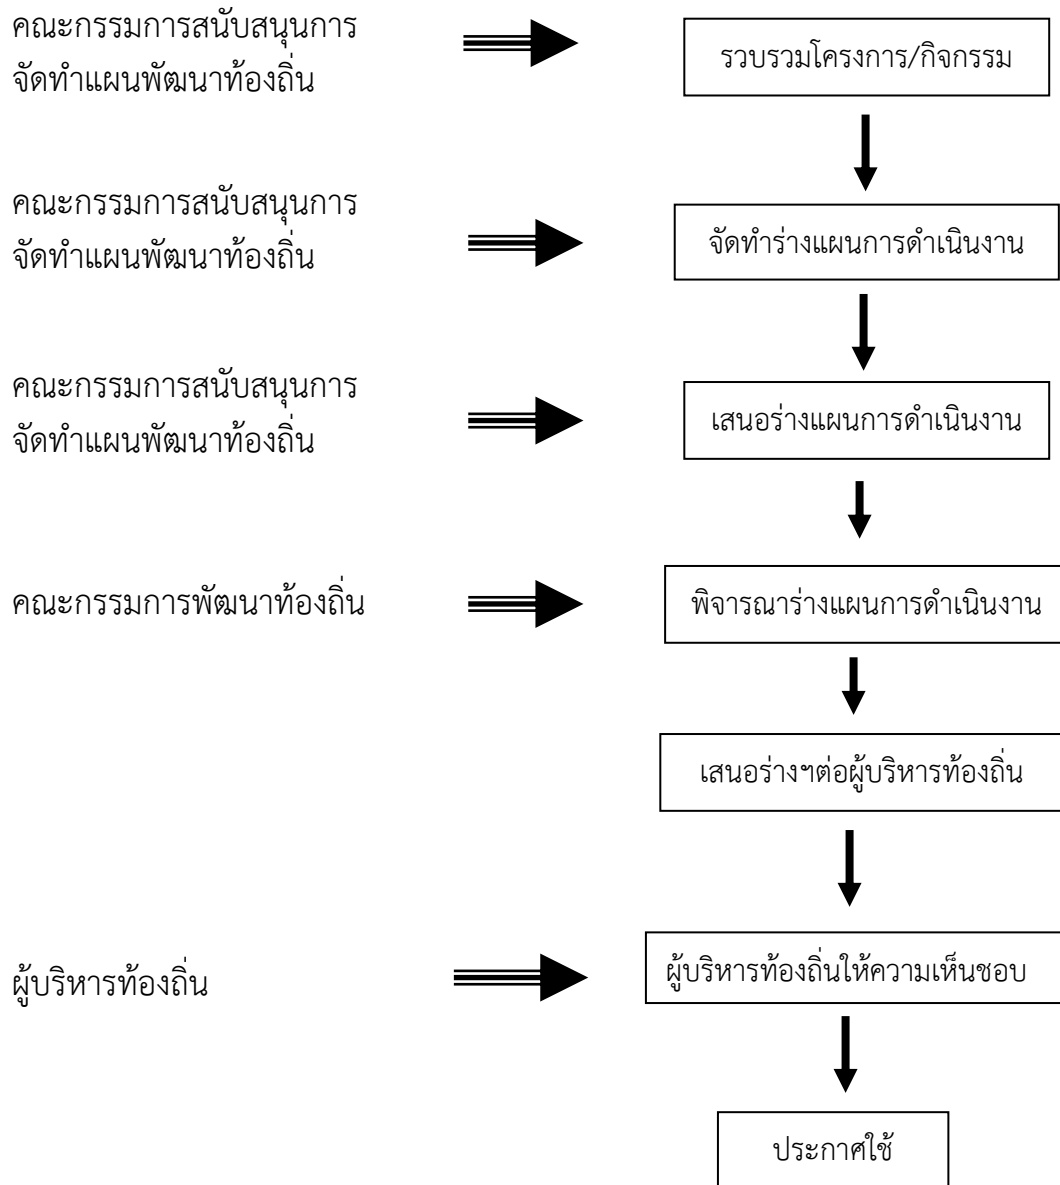 คณะกรรมการสนับสนุนการ
จัดทำแผนพัฒนาท้องถิ่น
รวบรวมโครงการ/กิจกรรม
คณะกรรมการสนับสนุนการ
จัดทำแผนพัฒนาท้องถิ่น
จัดทำร่างแผนการดำเนินงาน
คณะกรรมการสนับสนุนการ
จัดทำแผนพัฒนาท้องถิ่น
เสนอร่างแผนการดำเนินงาน
คณะกรรมการพัฒนาท้องถิ่น
พิจารณาร่างแผนการดำเนินงาน
เสนอร่างฯต่อผู้บริหารท้องถิ่น
ผู้บริหารท้องถิ่น
ผู้บริหารท้องถิ่นให้ความเห็นชอบ
ประกาศใช้